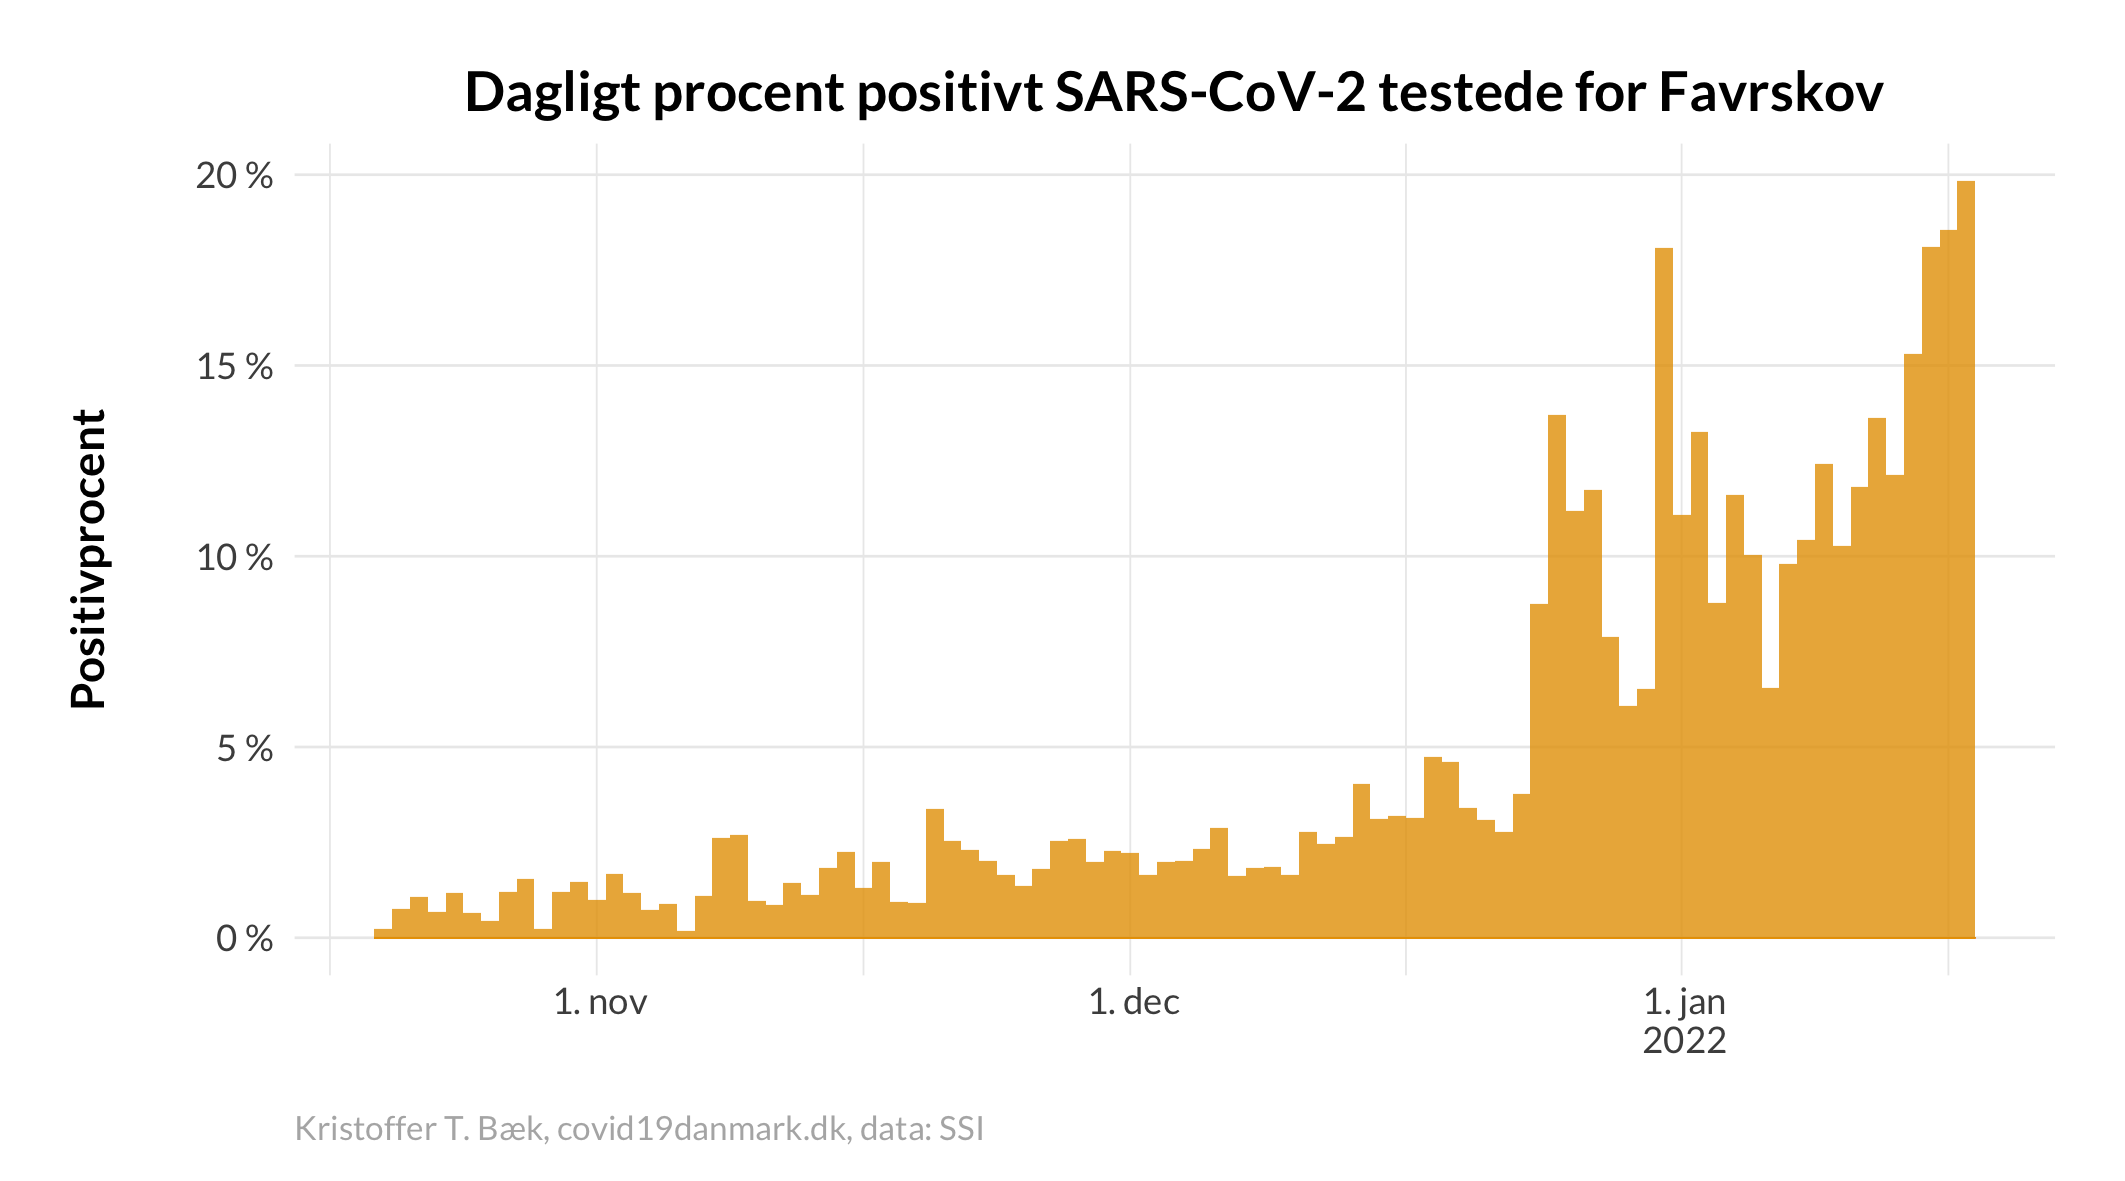 Dagligt procent positivt SARS-CoV-2 testede for Favrskov
Positivprocent
20 %
15 %
10 %
5 %
0 %
1. nov
1. dec
1. jan
2022
Kristoffer T. Bæk, covid19danmark.dk, data: SSI